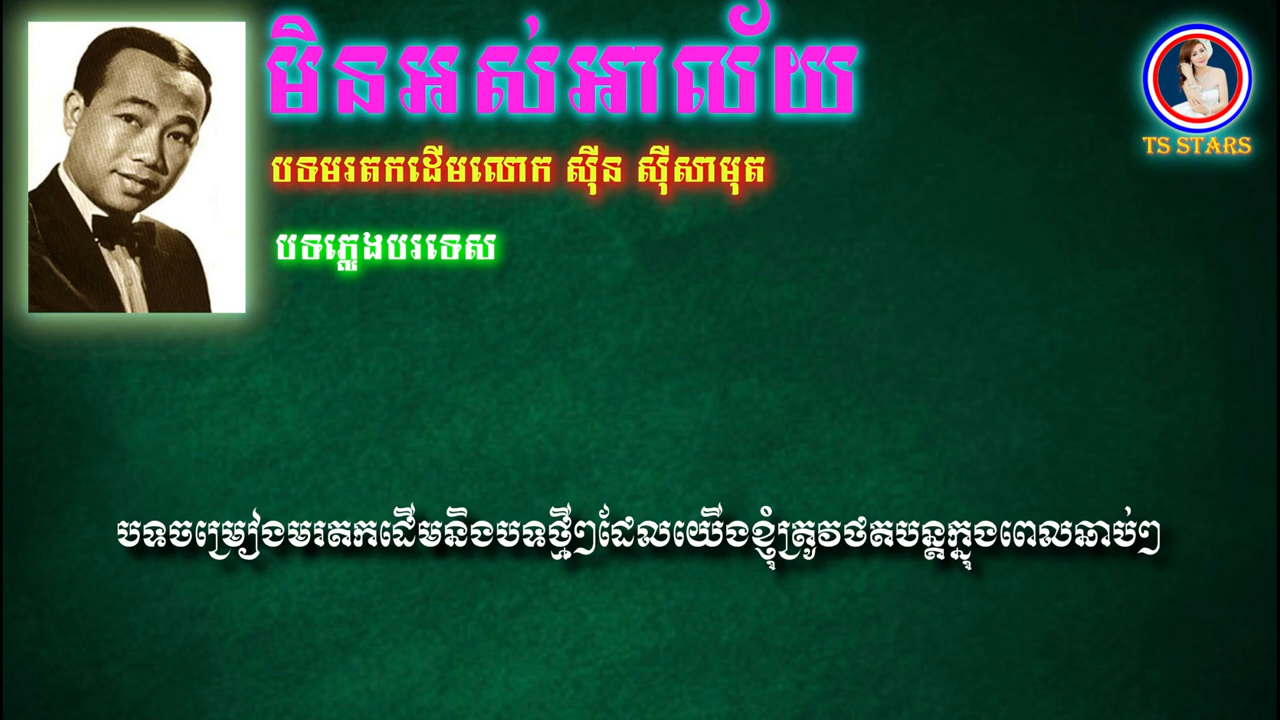 មិនអស់អាល័យ
បទមរតកដើមលោក ស៊ីន ស៊ីសាមុត
បទភ្លេងបរទេស
TS STARS
បទចម្រៀងមរតកដើមនិងបទថ្មីៗដែលយើងខ្ញុំត្រូវថតបន្តក្នុងពេលឆាប់ៗ